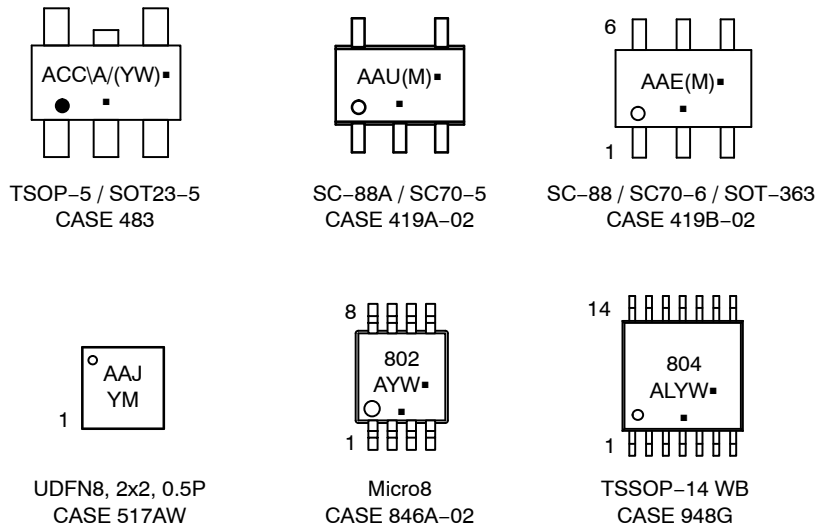 ACC\A/(YW)▪
▪
TSOP−5 / SOT23−5
CASE 483
AAU(M)▪
▪
SC−88A / SC70−5
CASE 419A−02
6
AAE(M)▪
▪
1
SC−88 / SC70−6 / SOT−363
CASE 419B−02
AAJ
YM
1
UDFN8, 2x2, 0.5P
CASE 517AW
8
802
AYW▪
▪
1
Micro8
CASE 846A−02
14
804
ALYW▪
▪
1
TSSOP−14 WB
CASE 948G